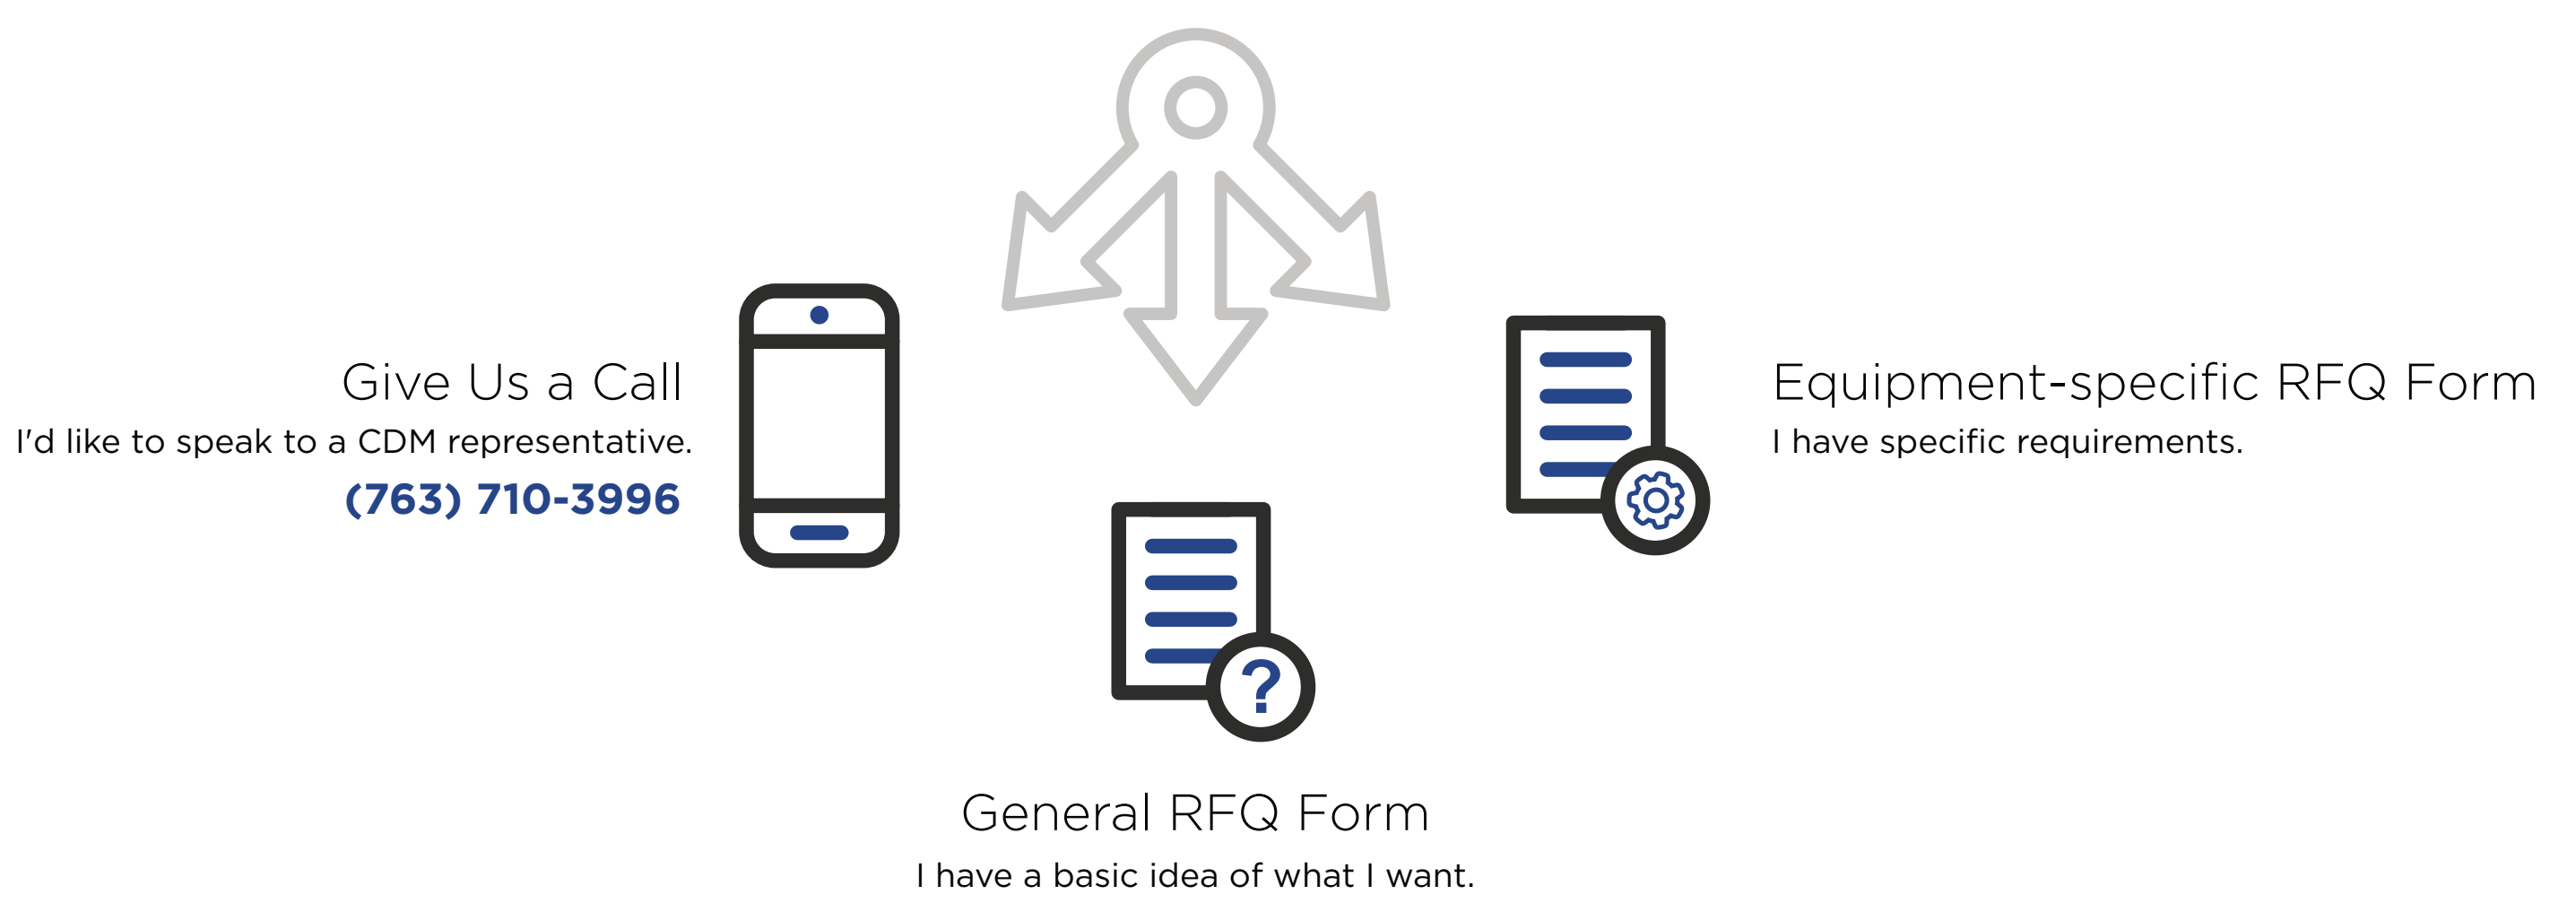 Give Us a Call
I'd like to speak to a CDM representative.
(763) 710-3996
Equipment-specific RFQ Form
I have specific requirements.
?
General RFQ Form
I have a basic idea of what I want.